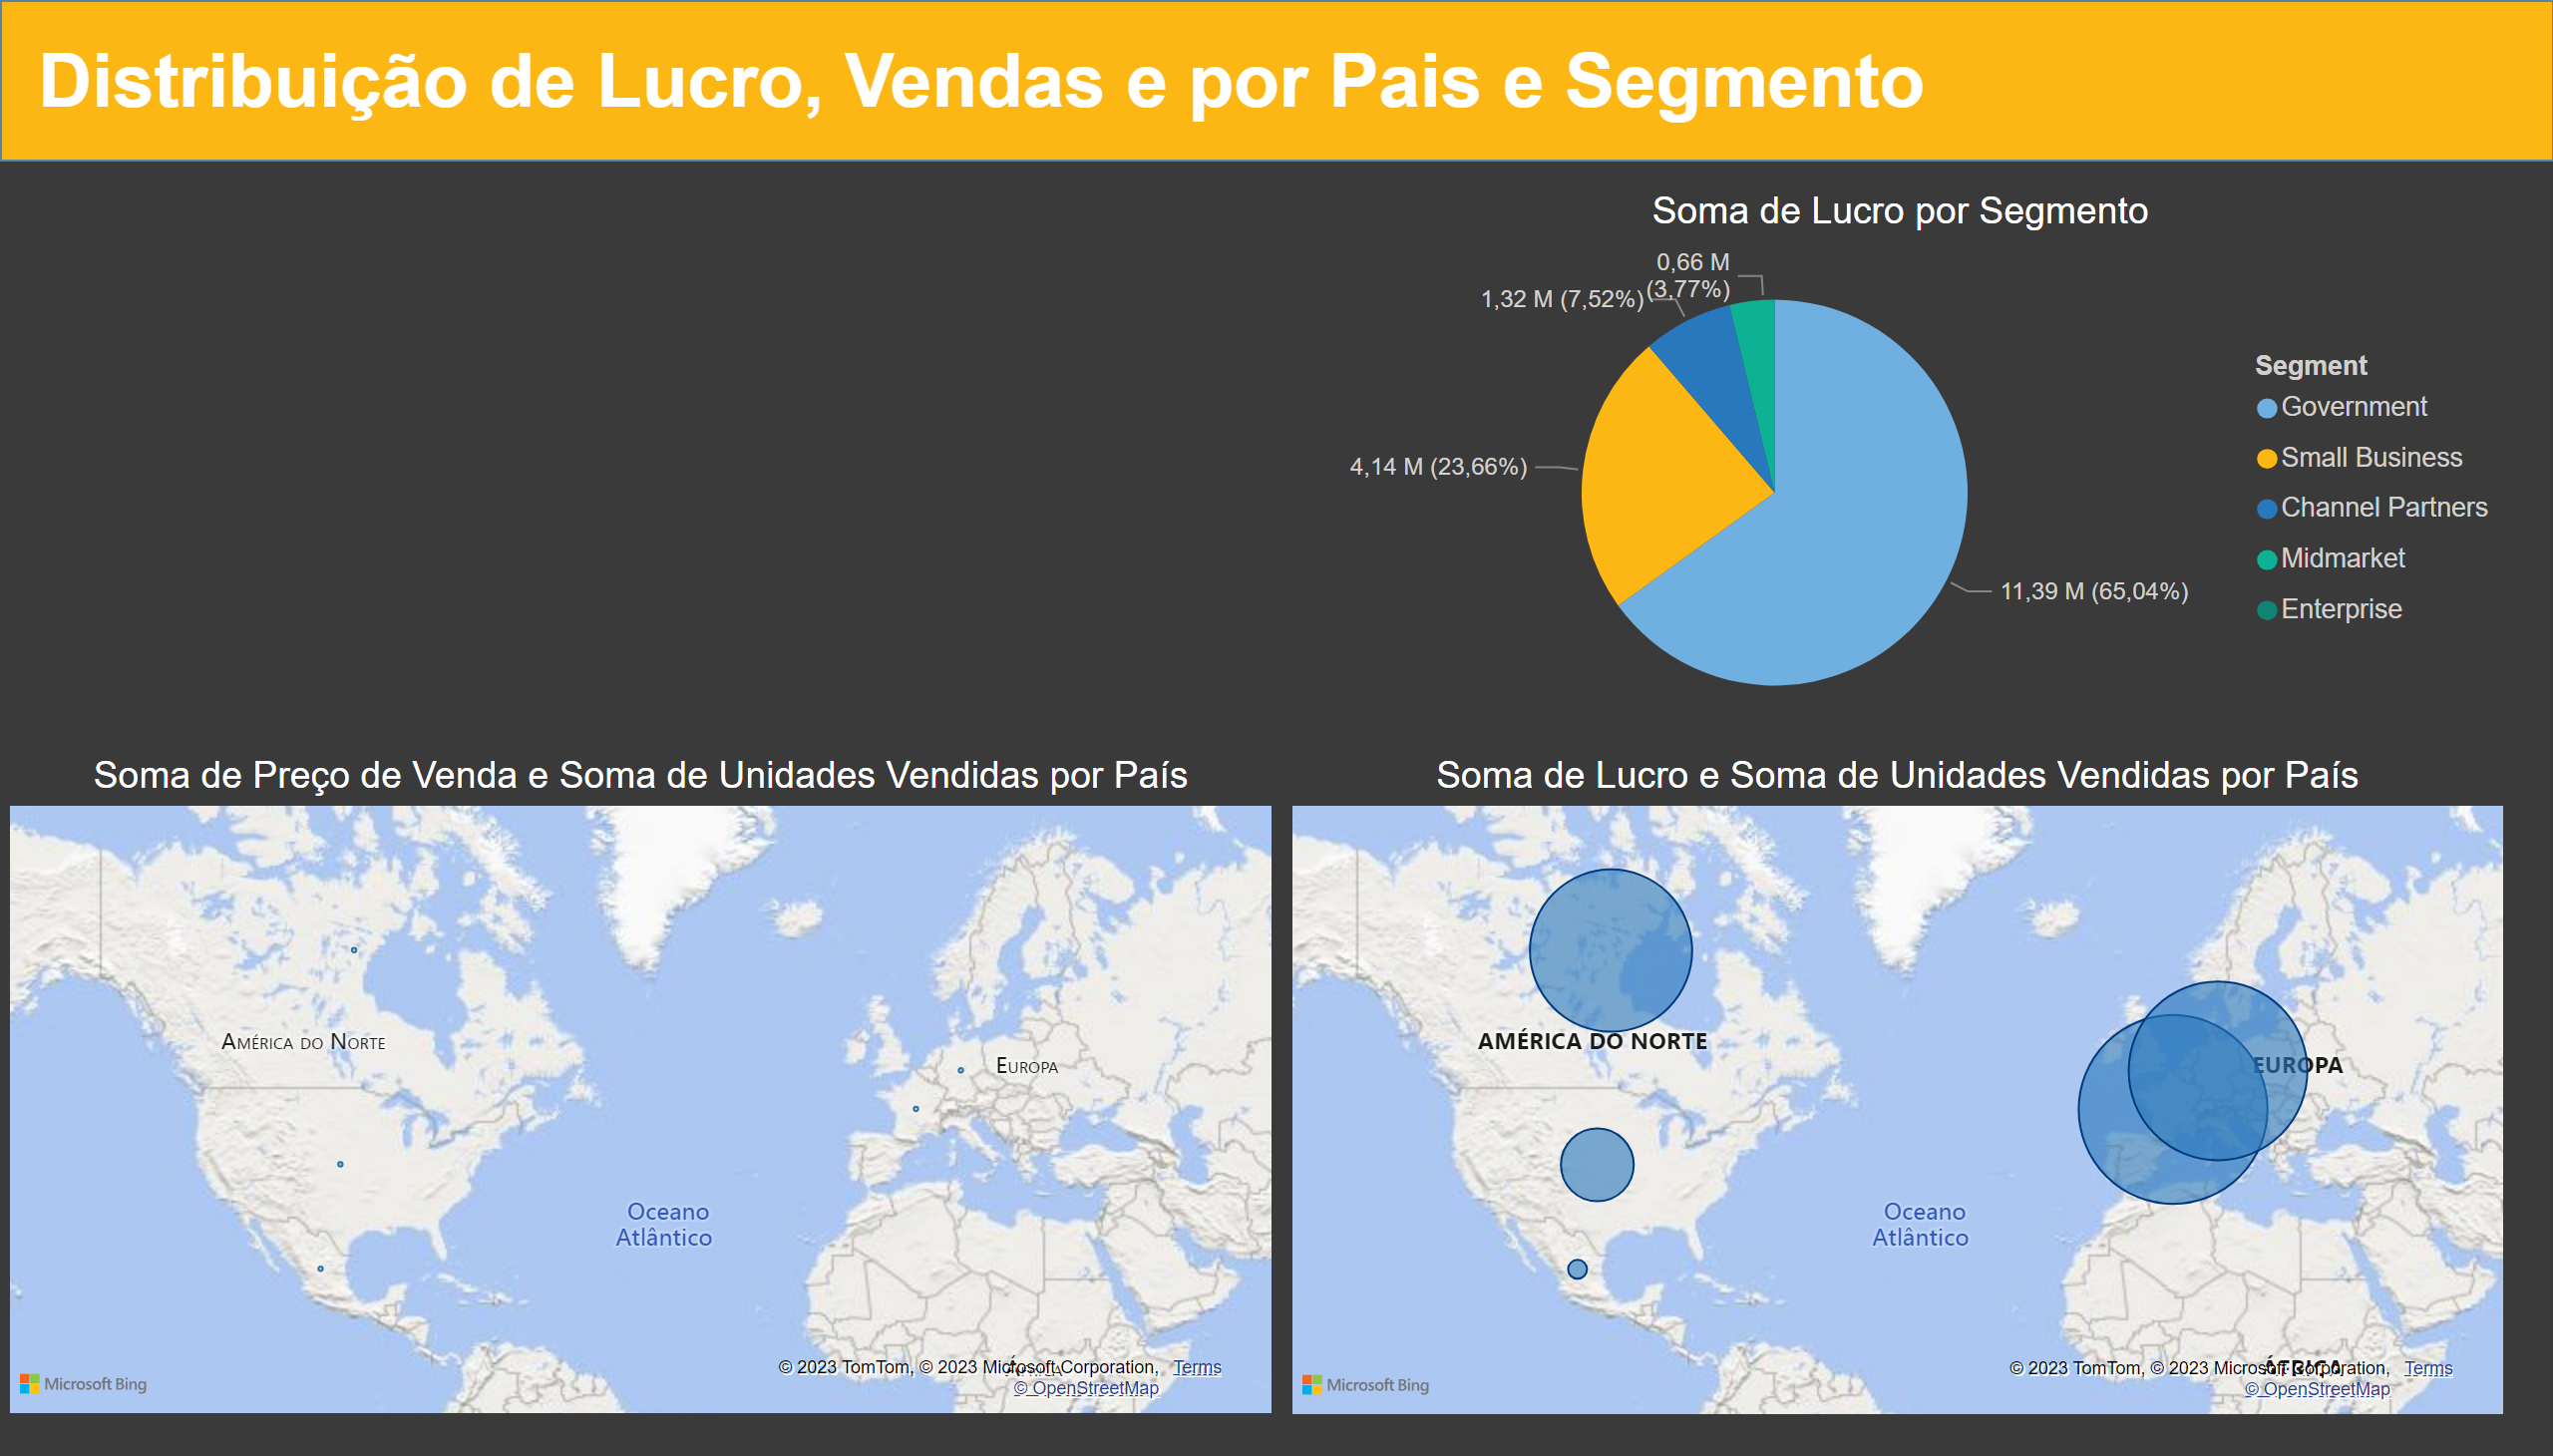 Distribuição de Lucro, Vendas e por Pais e Segmento
Soma de Lucro por Segmento
0,66 M
(3,77%)
1,32 M (7,52%)
4,14 M (23,66%)
11,39 M (65,04%)
Segment
Government
Small Business
Channel Partners
Midmarket
Enterprise
Soma de Preço de Venda e Soma de Unidades Vendidas por País
América do Norte
Europa
Oceano
Atlântico
África
Microsoft Bing
© 2023 TomTom, © 2023 Microsoft Corporation, Terms
© OpenStreetMap
Soma de Lucro e Soma de Unidades Vendidas por País
AMÉRICA DO NORTE
EUROPA
Oceano
Atlântico
ÁFRICA
Microsoft Bing
© 2023 TomTom, © 2023 Microsoft Corporation, Terms
© OpenStreetMap